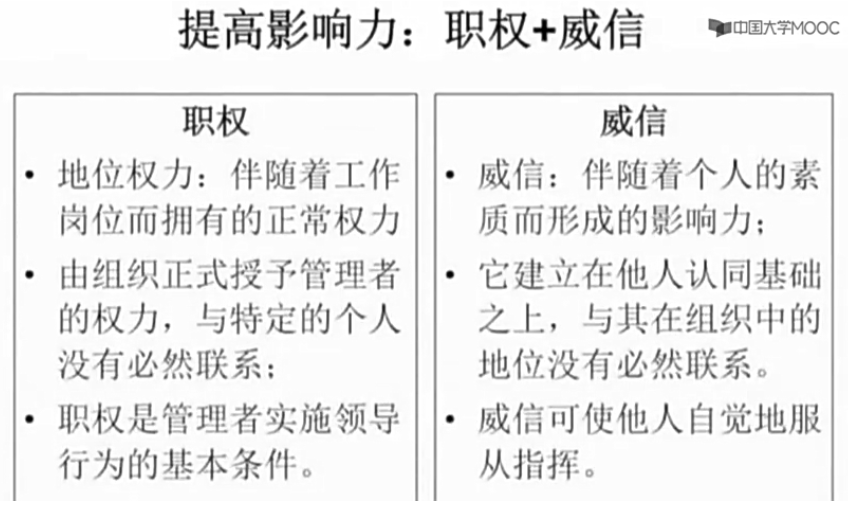 提高影响力：职权+威信
中国大学MOOC
职权
• 地位权力：伴随着工作
岗位而拥有的正常权力
• 由组织正式授予管理者
的权力，与特定的个人
没有必然联系；
• 职权是管理者实施领导
行为的基本条件。
威信
• 威信：伴随着个人的素
质而形成的影响力；
• 它建立在他人认同基础
之上，与其在组织中的
地位没有必然联系。
• 威信可使他人自觉地服
从指挥。